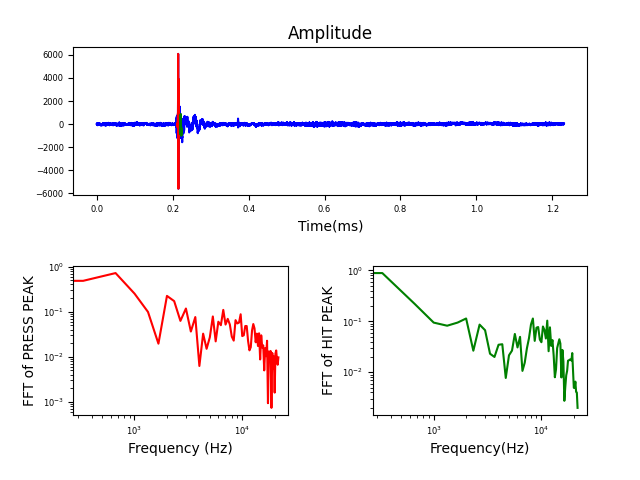 Amplitude
6000
4000
2000
0
−2000
−4000
−6000
0.0 0.2 0.4 0.6 0.8 1.0 1.2
Time(ms)
FFT of PRESS PEAK
10⁰
10⁻¹
10⁻²
10⁻³
10³ 10⁴
Frequency (Hz)
FFT of HIT PEAK
10⁰
10⁻¹
10⁻²
10³ 10⁴
Frequency(Hz)